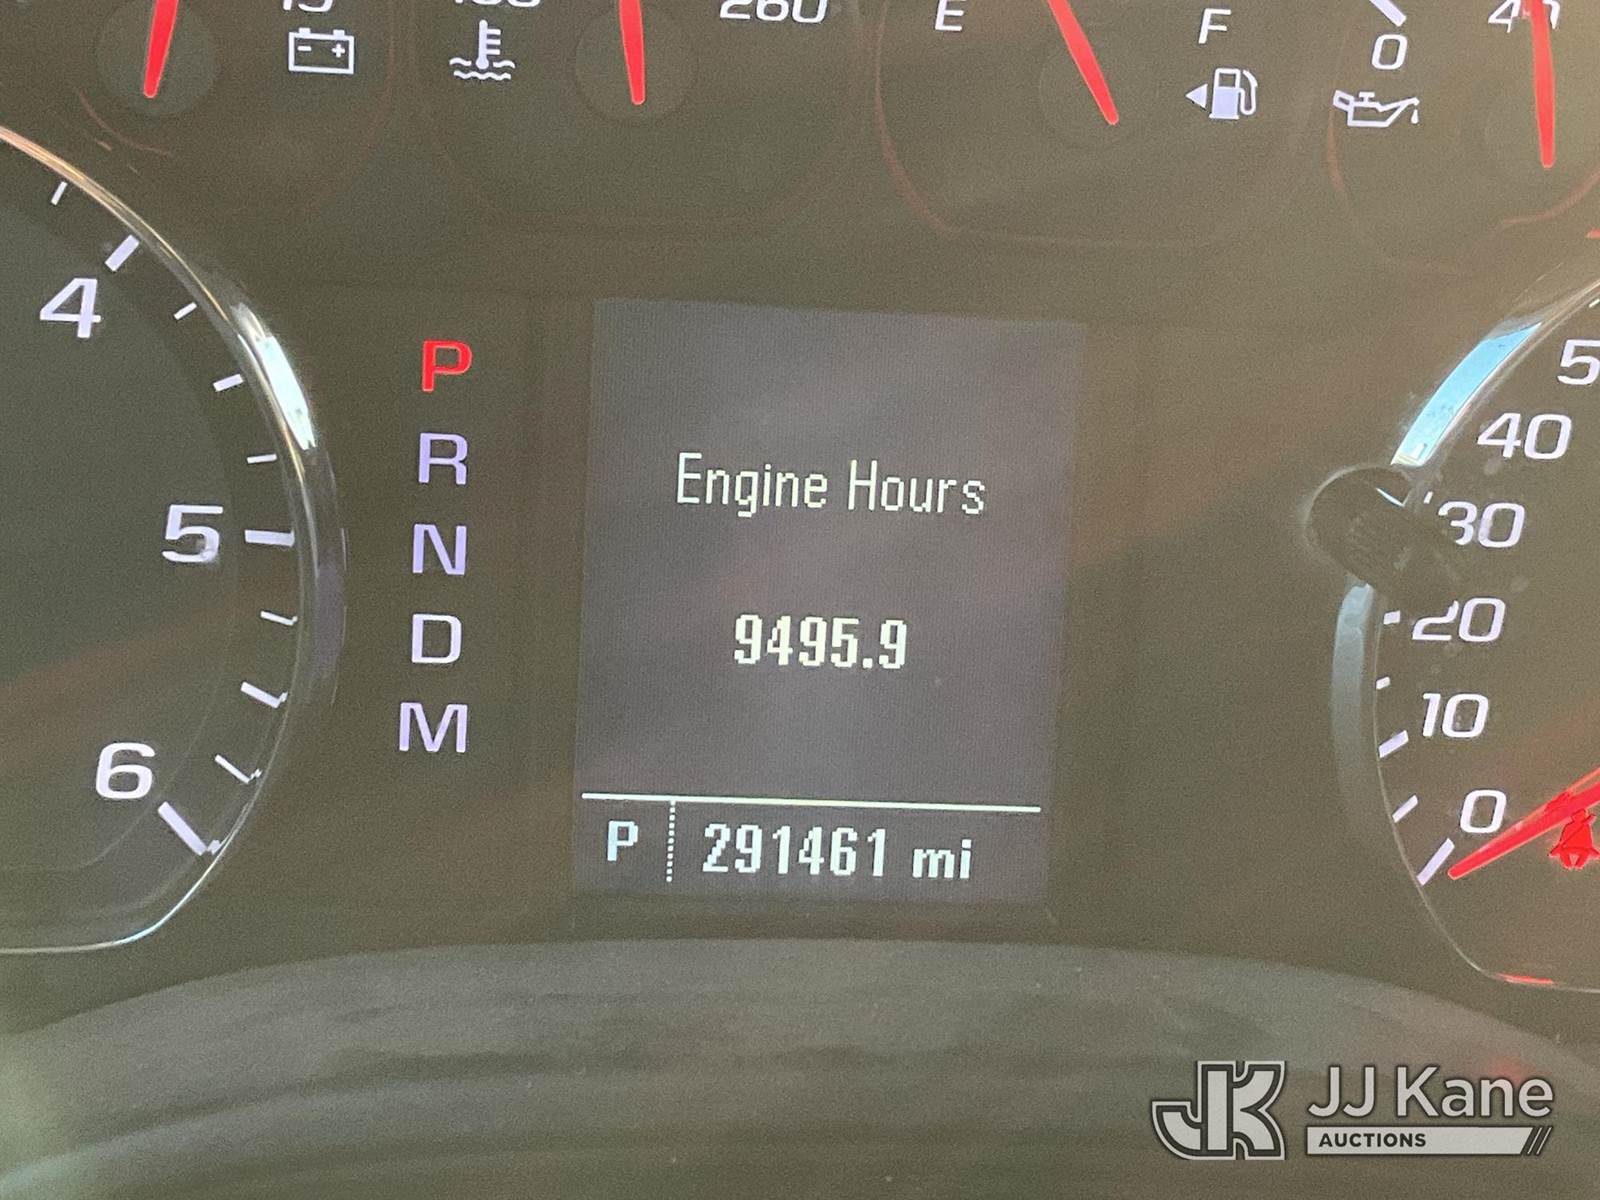 260
E
F
0
4
5
6
P
R
N
D
M
Engine Hours
9495.9
P 291461 mi
5
40
30
20
10
0
JJ Kane
AUCTIONS